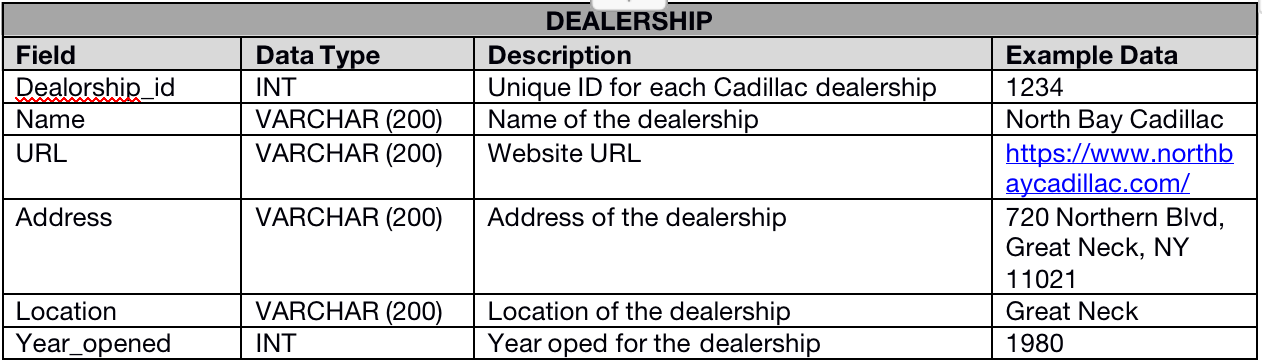 DEALERSHIP
Field Data Type Description Example Data
Dealorship_id INT Unique ID for each Cadillac dealership 1234
Name VARCHAR (200) Name of the dealership North Bay Cadillac
URL VARCHAR (200) Website URL https://www.northb
aycadillac.com/
Address VARCHAR (200) Address of the dealership 720 Northern Blvd,
Great Neck, NY
11021
Location VARCHAR (200) Location of the dealership Great Neck
Year_opened INT Year oped for the dealership 1980